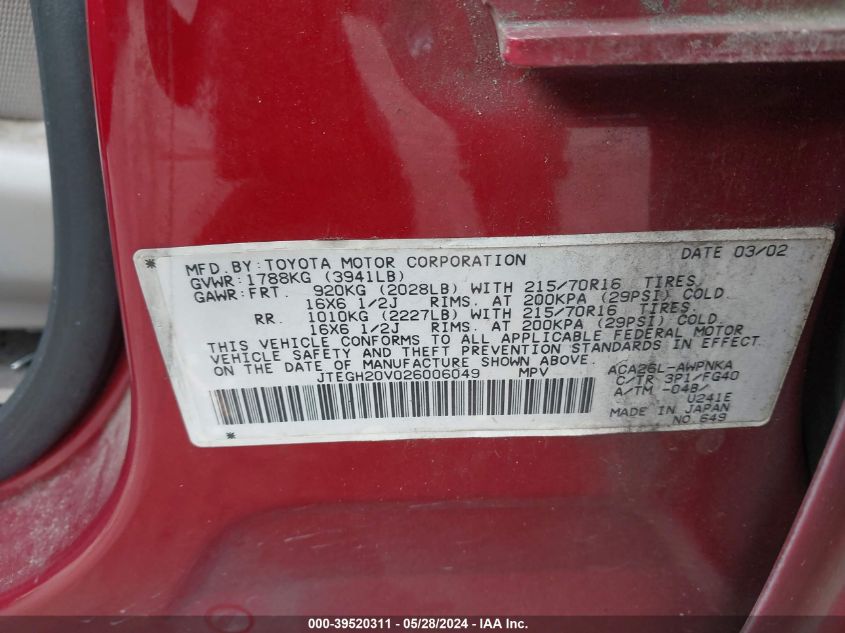 MFD.BY:TOYOTA MOTOR CORPORATION DATE 03/02
GVWR:1788KG (3941LB)
GAWR:FRT. 920KG (2028LB) WITH 215/70R16 TIRES,
16X6 1/2J RIMS. AT 200KPA (29PSI) COLD
RR. 1010KG (2227LB) WITH 215/70R16 TIRES,
16X6 1/2J RIMS. AT 200KPA (29PSI) COLD
THIS VEHICLE CONFORMS TO ALL APPLICABLE FEDERAL MOTOR
VEHICLE SAFETY AND THEFT PREVENTION STANDARDS IN EFFECT
ON THE DATE OF MANUFACTURE SHOWN ABOVE.
JTEGH20V026006049 MPV ACA26L-AWPNKA
C/TR 3P1/FG40
A/TM -04B/
U241E
MADE IN JAPAN
NO.649
000-39520311 - 05/28/2024 - IAA Inc.